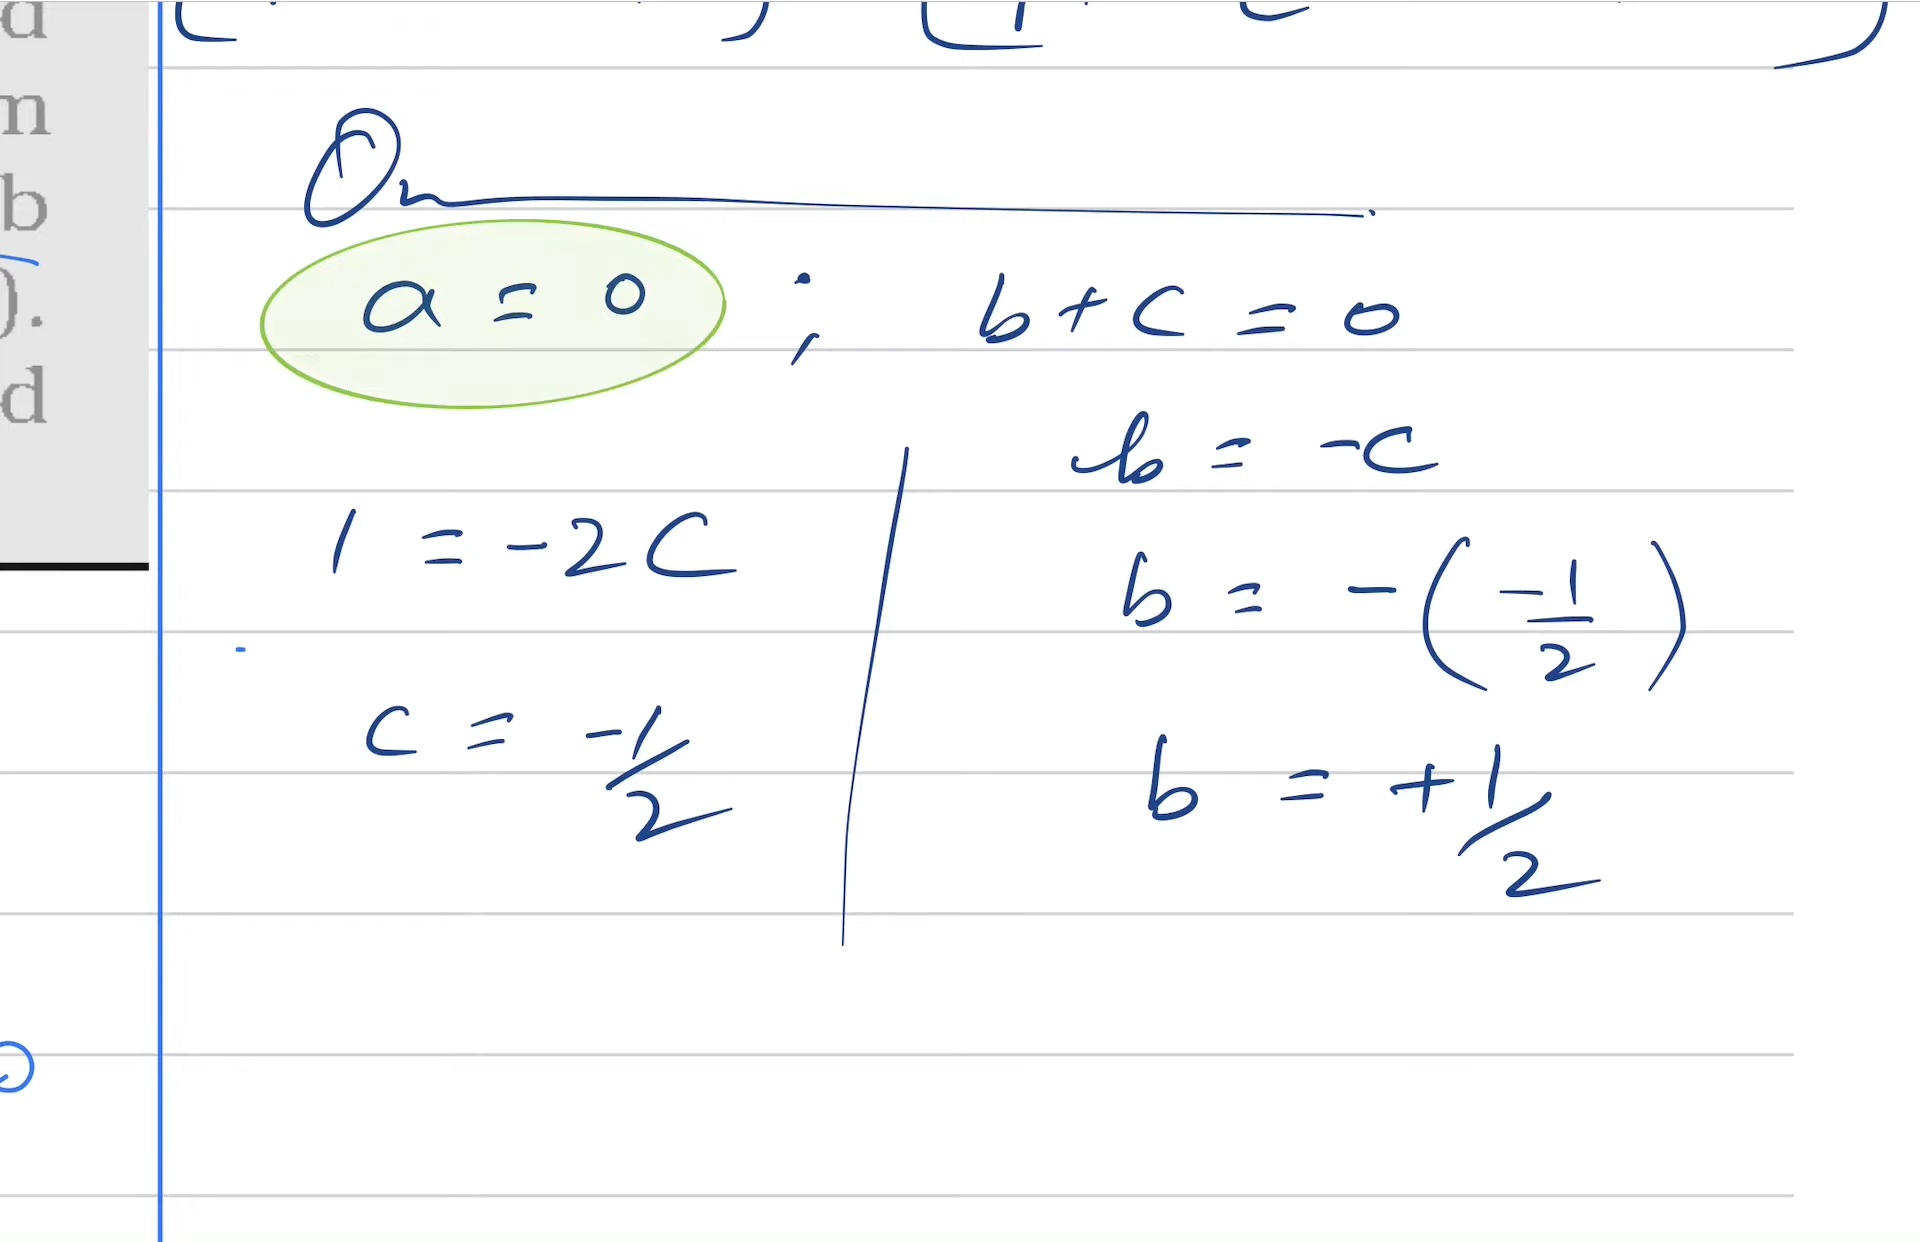 d
m
b
).
d
On
a = 0 ; b + c = 0
b = -c
1 = -2c
b = - ( -1/2 )
c = -1/2
b = +1/2